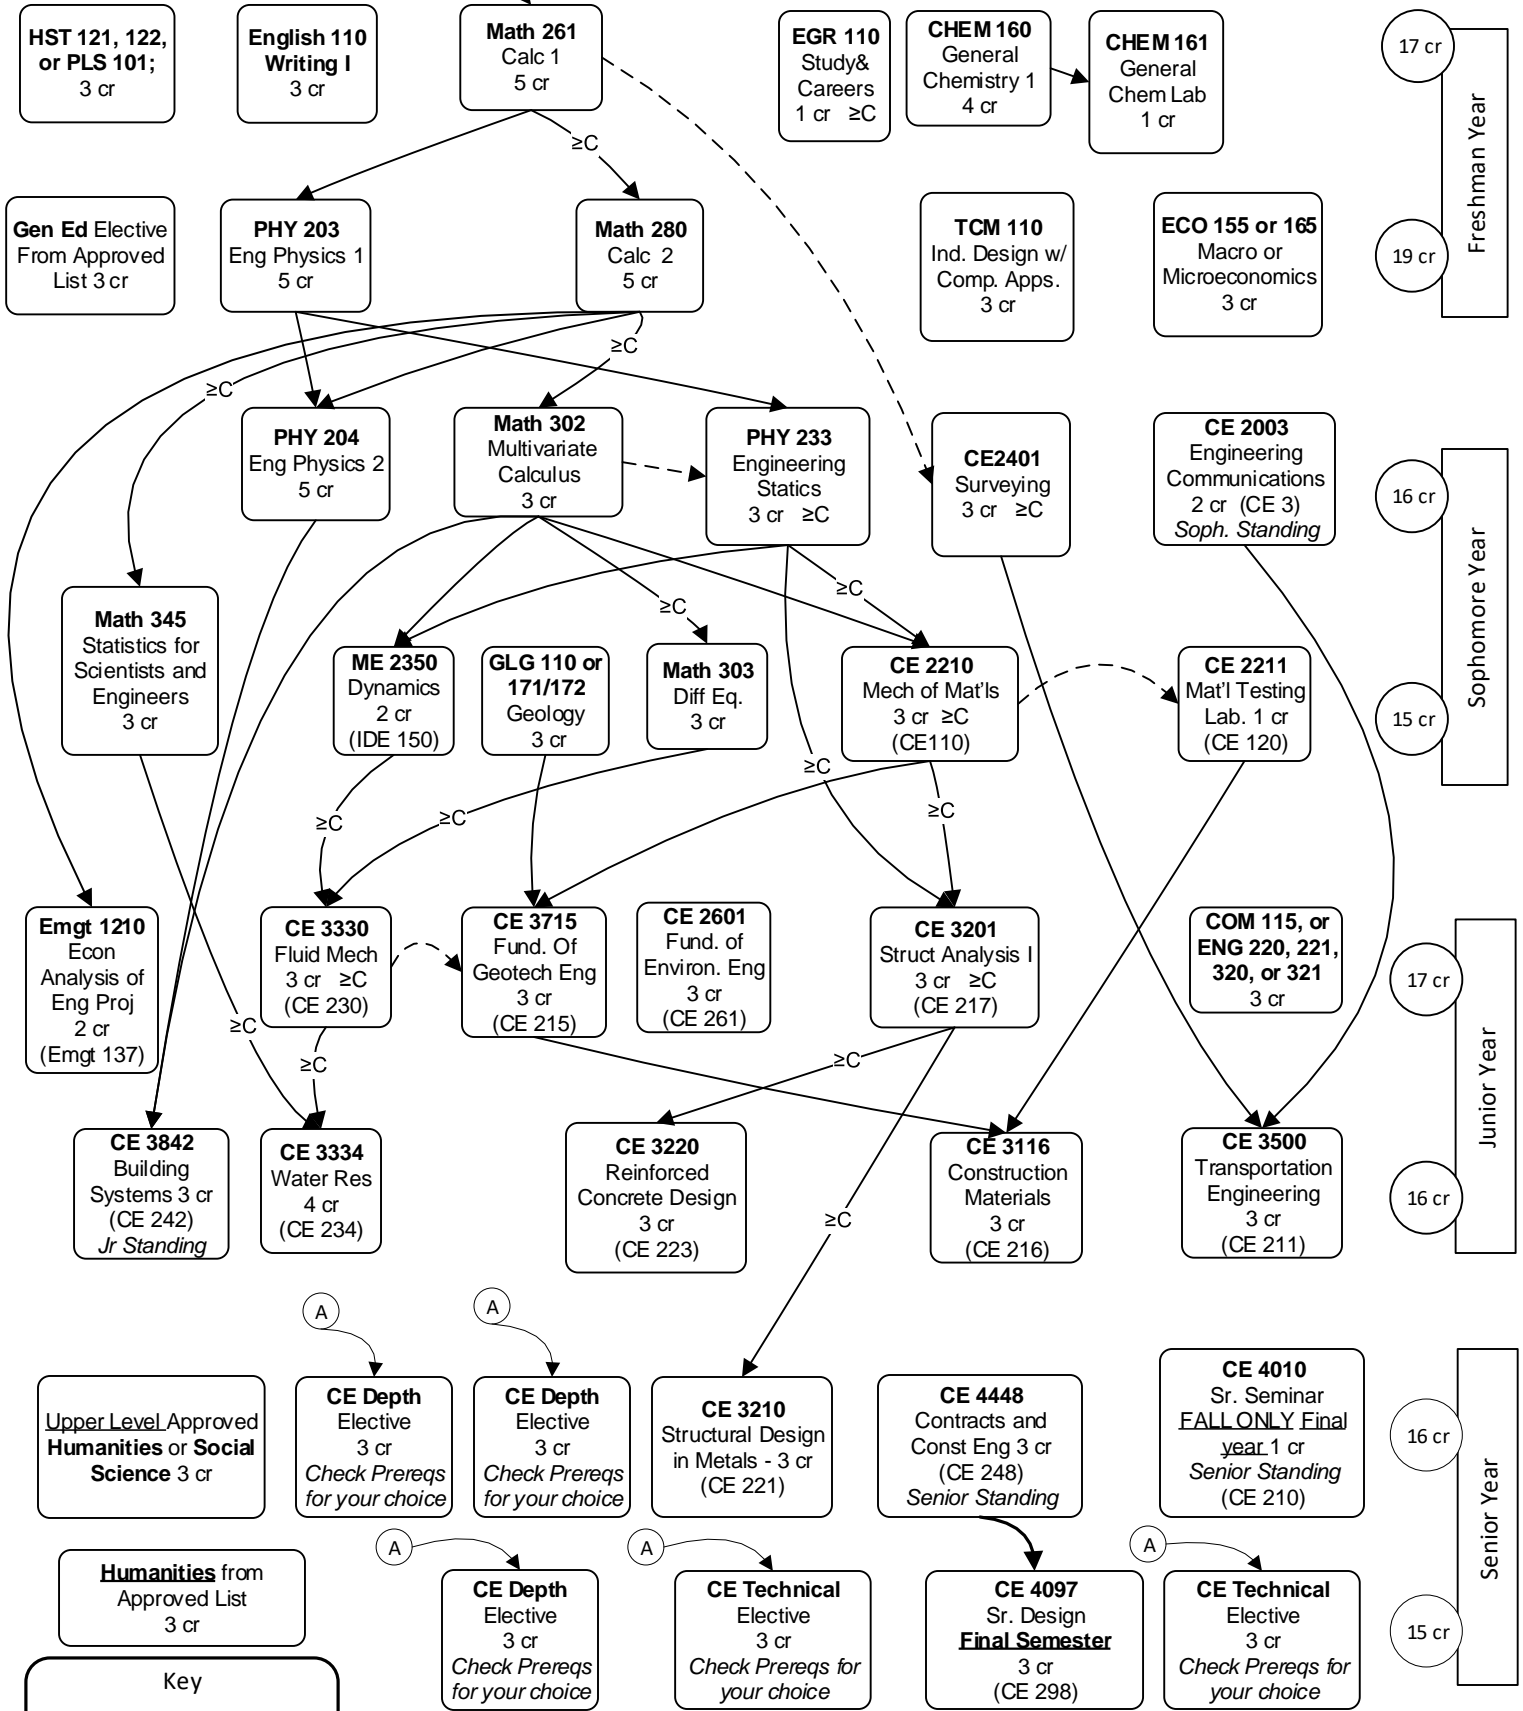 HST 121, 122,
or PLS 101;
3 cr
English 110
Writing I
3 cr
Math 261
Calc 1
5 cr
EGR 110
Study&
Careers
1 cr ≥C
CHEM 160
General
Chemistry 1
4 cr
CHEM 161
General
Chem Lab
1 cr
17 cr
Freshman Year
≥C
Gen Ed Elective
From Approved
List 3 cr
PHY 203
Eng Physics 1
5 cr
Math 280
Calc 2
5 cr
TCM 110
Ind. Design w/
Comp. Apps.
3 cr
ECO 155 or 165
Macro or
Microeconomics
3 cr
19 cr
≥C
≥C
PHY 204
Eng Physics 2
5 cr
Math 302
Multivariate
Calculus
3 cr
PHY 233
Engineering
Statics
3 cr ≥C
CE2401
Surveying
3 cr ≥C
CE 2003
Engineering
Communications
2 cr (CE 3)
Soph. Standing
16 cr
Sophomore Year
≥C
≥C
Math 345
Statistics for
Scientists and
Engineers
3 cr
ME 2350
Dynamics
2 cr
(IDE 150)
GLG 110 or
171/172
Geology
3 cr
Math 303
Diff Eq.
3 cr
CE 2210
Mech of Mat'ls
3 cr ≥C
(CE110)
CE 2211
Mat'l Testing
Lab. 1 cr
(CE 120)
15 cr
≥C
≥C
≥C
≥C
Emgt 1210
Econ
Analysis of
Eng Proj
2 cr
(Emgt 137)
CE 3330
Fluid Mech
3 cr ≥C
(CE 230)
CE 3715
Fund. Of
Geotech Eng
3 cr
(CE 215)
CE 2601
Fund. of
Environ. Eng
3 cr
(CE 261)
CE 3201
Struct Analysis I
3 cr ≥C
(CE 217)
COM 115, or
ENG 220, 221,
320, or 321
3 cr
17 cr
Junior Year
≥C
≥C
≥C
CE 3842
Building
Systems 3 cr
(CE 242)
Jr Standing
CE 3334
Water Res
4 cr
(CE 234)
CE 3220
Reinforced
Concrete Design
3 cr
(CE 223)
CE 3116
Construction
Materials
3 cr
(CE 216)
CE 3500
Transportation
Engineering
3 cr
(CE 211)
16 cr
≥C
A
A
Upper Level Approved
Humanities or Social
Science 3 cr
CE Depth
Elective
3 cr
Check Prereqs
for your choice
CE Depth
Elective
3 cr
Check Prereqs
for your choice
CE 3210
Structural Design
in Metals - 3 cr
(CE 221)
CE 4448
Contracts and
Const Eng 3 cr
(CE 248)
Senior Standing
CE 4010
Sr. Seminar
FALL ONLY Final
year 1 cr
Senior Standing
(CE 210)
16 cr
Senior Year
A
A
A
Humanities from
Approved List
3 cr
CE Depth
Elective
3 cr
Check Prereqs
for your choice
CE Technical
Elective
3 cr
Check Prereqs for
your choice
CE 4097
Sr. Design
Final Semester
3 cr
(CE 298)
CE Technical
Elective
3 cr
Check Prereqs for
your choice
15 cr
Key